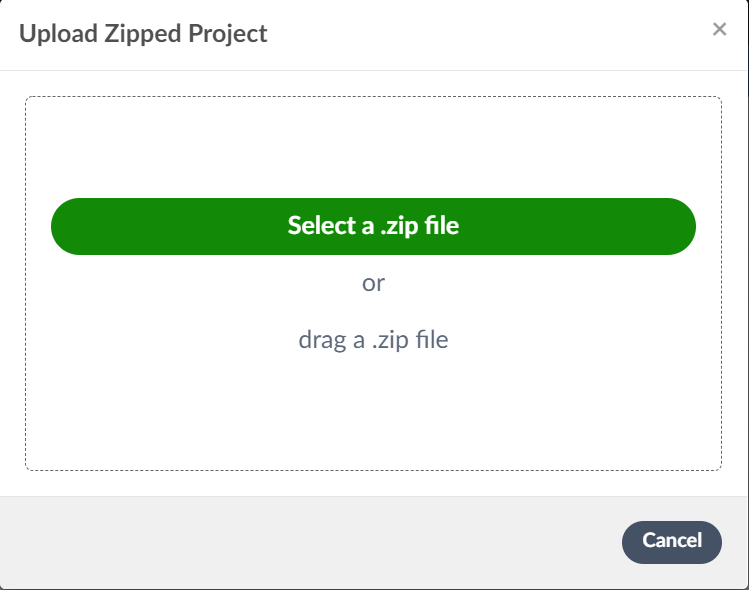 Upload Zipped Project
×
Select a .zip file
or
drag a .zip file
Cancel